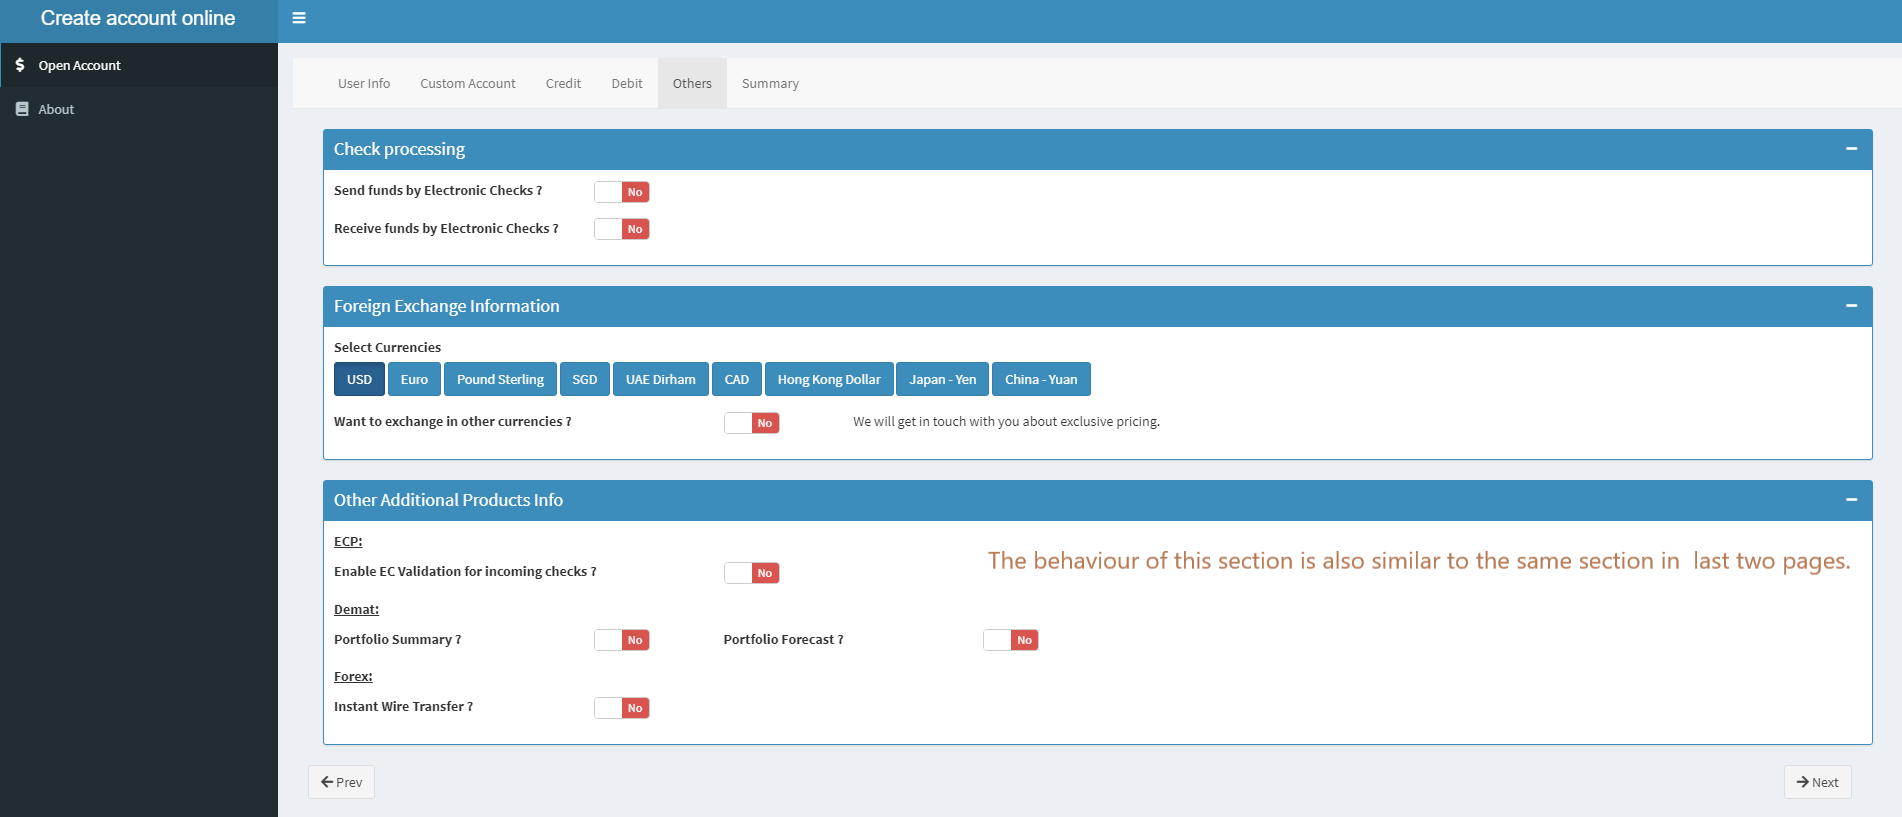 Create account online
Open Account
About
User Info Custom Account Credit Debit Others Summary
Check processing
Send funds by Electronic Checks ? No
Receive funds by Electronic Checks ? No
Foreign Exchange Information
Select Currencies
USD Euro Pound Sterling SGD UAE Dirham CAD Hong Kong Dollar Japan - Yen China - Yuan
Want to exchange in other currencies ? No We will get in touch with you about exclusive pricing.
Other Additional Products Info
ECP:
The behaviour of this section is also similar to the same section in last two pages.
Enable EC Validation for incoming checks ? No
Demat:
Portfolio Summary ? No Portfolio Forecast ? No
Forex:
Instant Wire Transfer ? No
Prev Next